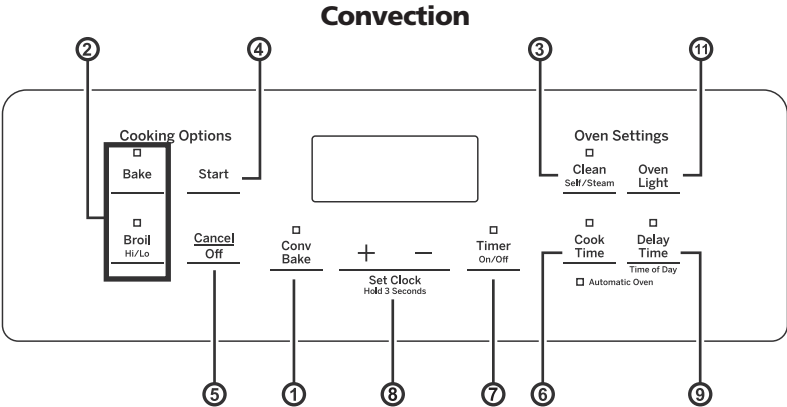 Convection
2
4
3
11
Cooking Options
Oven Settings
Bake
Start
Clean
Self/Steam
Oven
Light
Broil
Hi/Lo
Cancel
Off
Conv
Bake
+ −
Set Clock
Hold 3 Seconds
Timer
On/Off
Cook
Time
Delay
Time
Time of Day
Automatic Oven
5
1
8
7
6
9